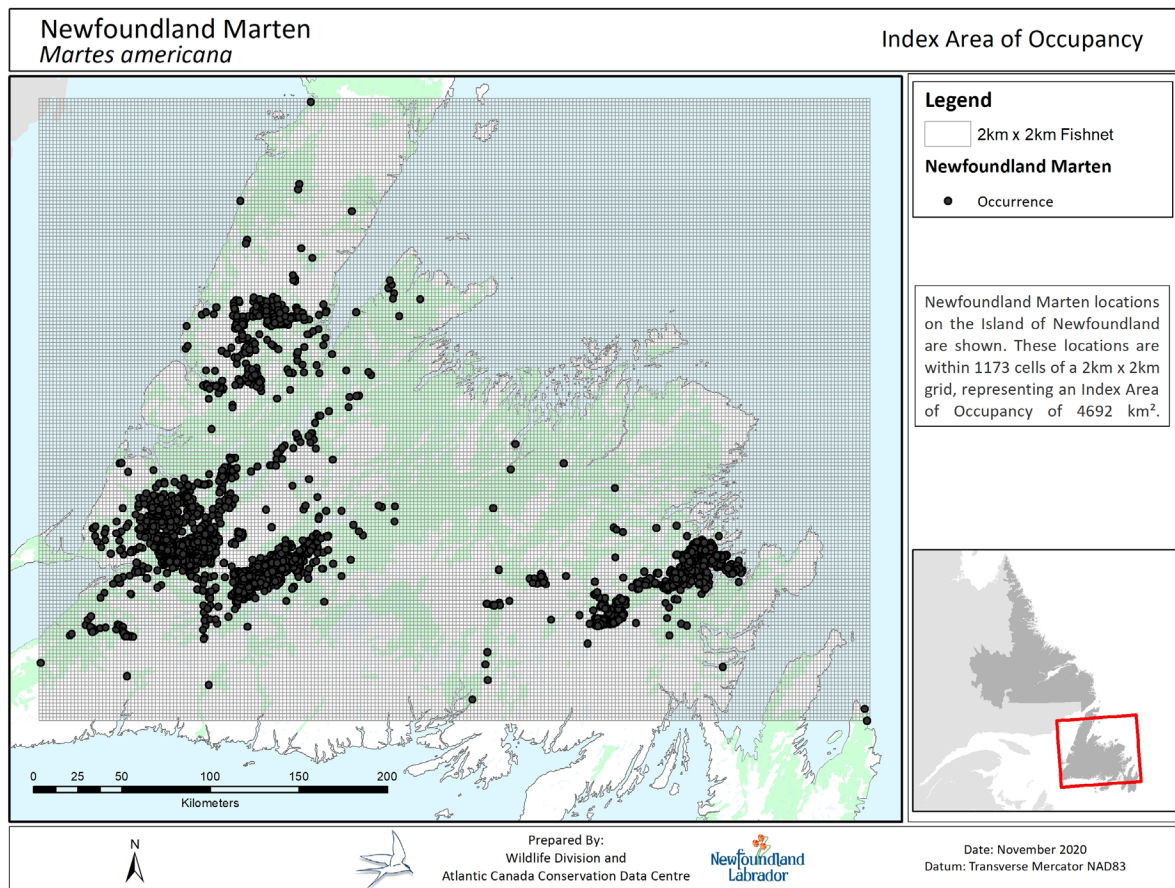 Newfoundland Marten
Martes americana
Index Area of Occupancy
Legend
2km x 2km Fishnet
Newfoundland Marten
Occurrence
Newfoundland Marten locations
on the Island of Newfoundland
are shown. These locations are
within 1173 cells of a 2km x 2km
grid, representing an Index Area
of Occupancy of 4692 km².
0 25 50 100 150 200
Kilometers
N
Prepared By:
Wildlife Division and
Atlantic Canada Conservation Data Centre
Newfoundland
Labrador
Date: November 2020
Datum: Transverse Mercator NAD83